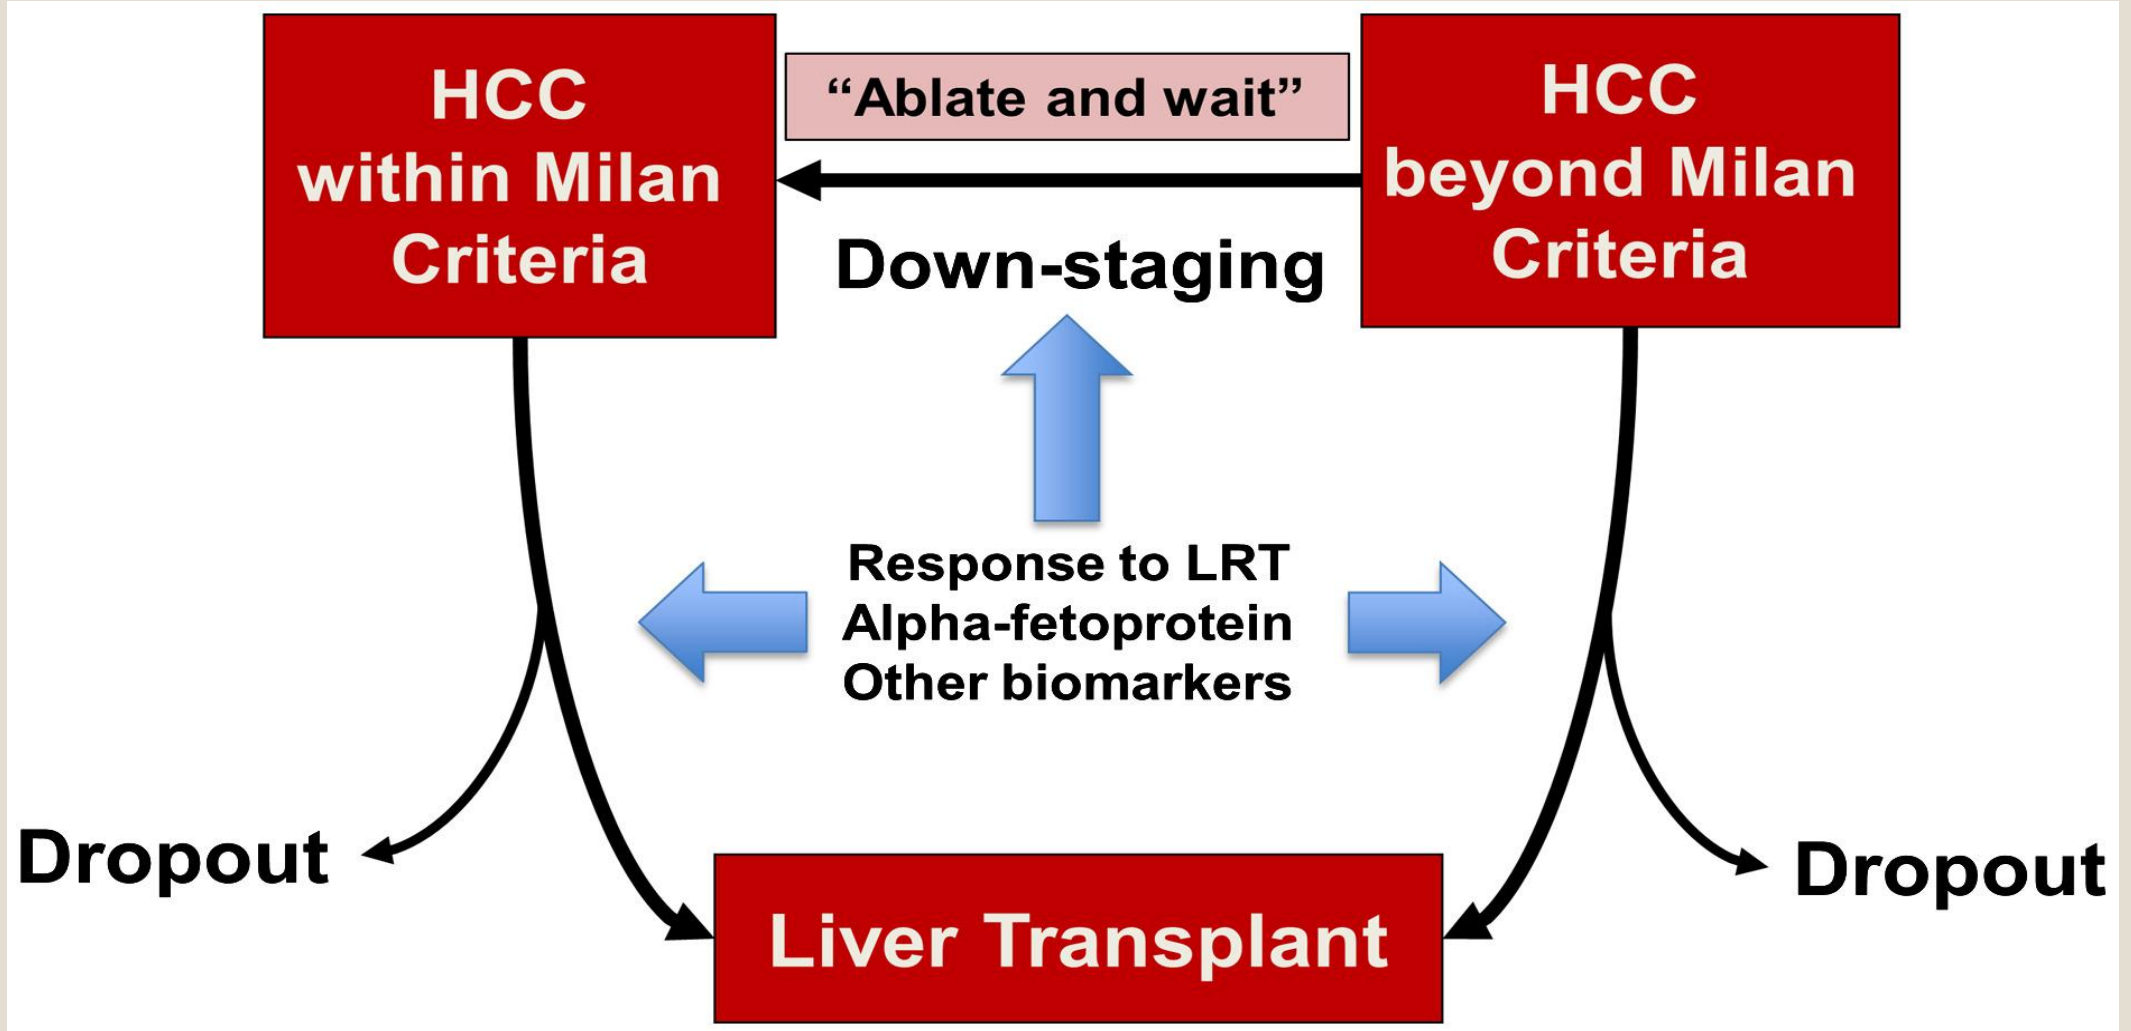 HCC
within Milan
Criteria
“Ablate and wait”
Down-staging
HCC
beyond Milan
Criteria
Response to LRT
Alpha-fetoprotein
Other biomarkers
Dropout
Dropout
Liver Transplant